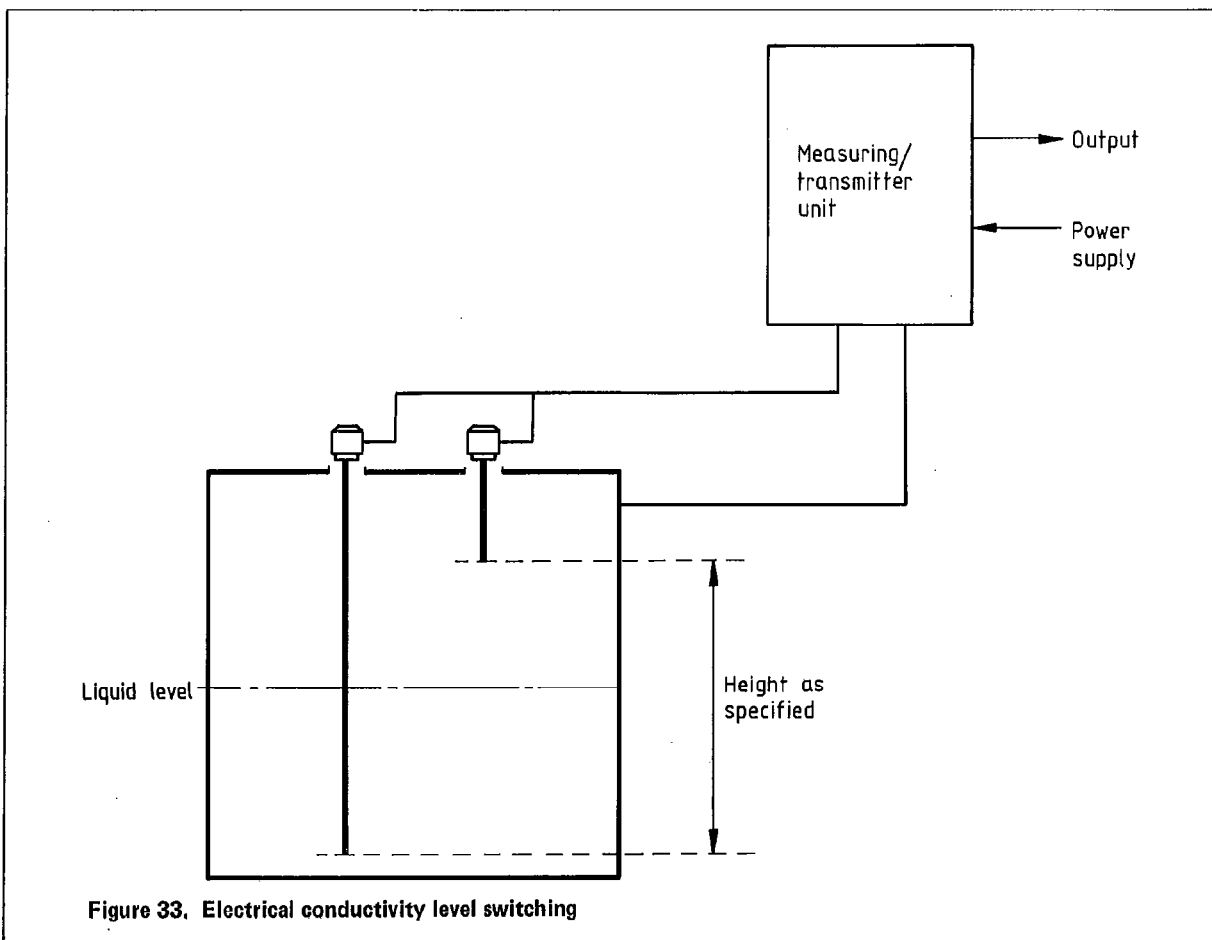 Measuring/
transmitter
unit
Output
Power
supply
Liquid level
Height as
specified
Figure 33. Electrical conductivity level switching